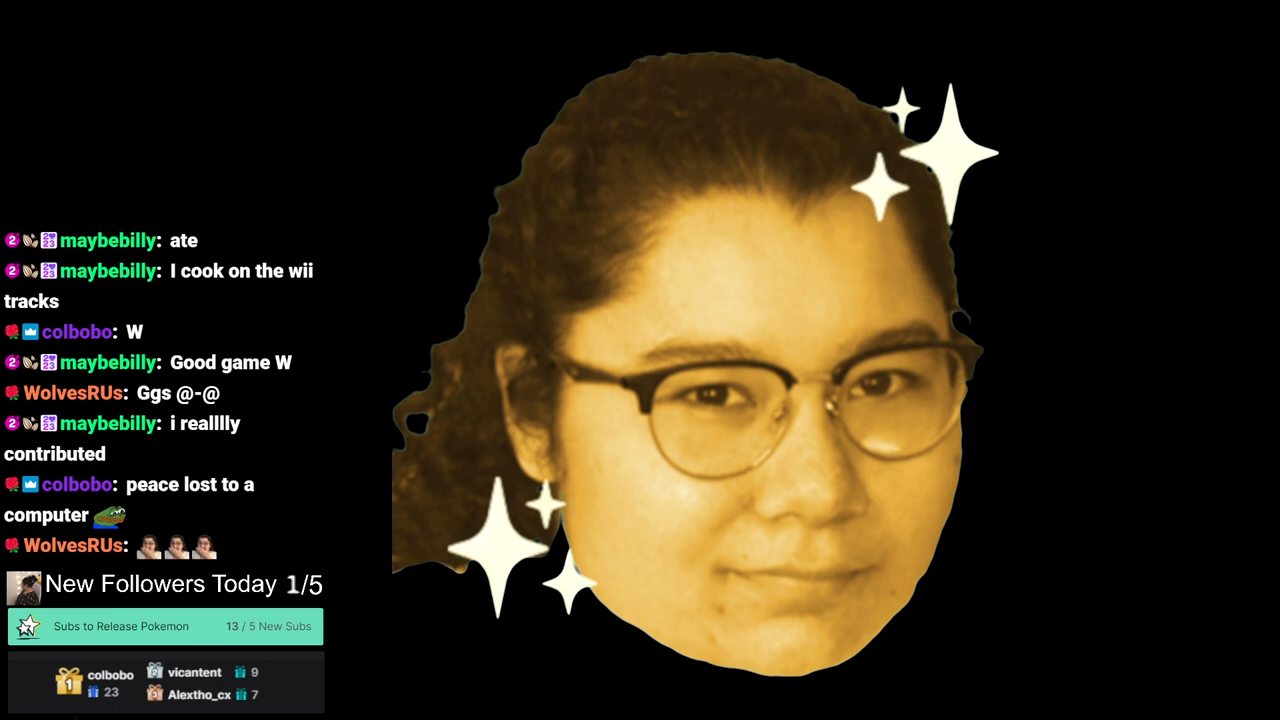 maybebilly: ate
maybebilly: I cook on the wii
tracks
colbobo: W
maybebilly: Good game W
WolvesRUs: Ggs @-@
maybebilly: i realllly
contributed
colbobo: peace lost to a
computer
WolvesRUs:
New Followers Today 1/5
Subs to Release Pokemon 13 / 5 New Subs
colbobo 23
vicantent 9
Alextho_cx 7